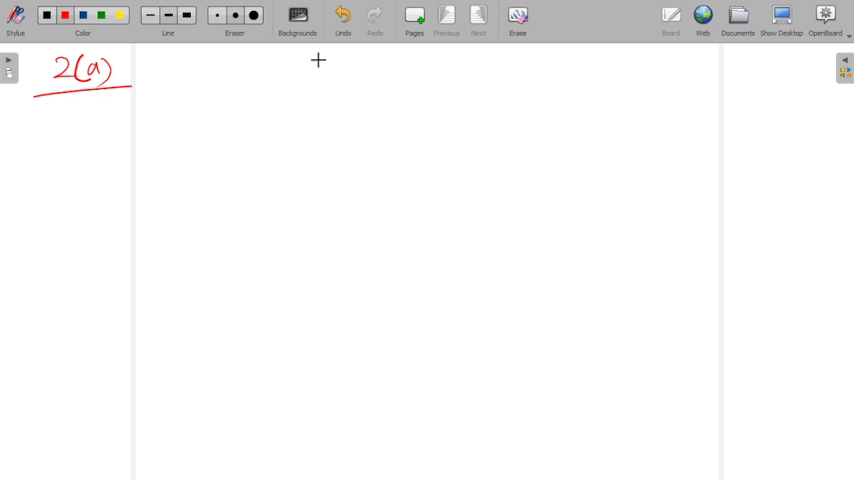 Stylus
Color
Line
Eraser
Backgrounds
Undo
Redo
Pages
Previous
Next
Erase
Board
Web
Documents
Show Desktop
OpenBoard
2(a)